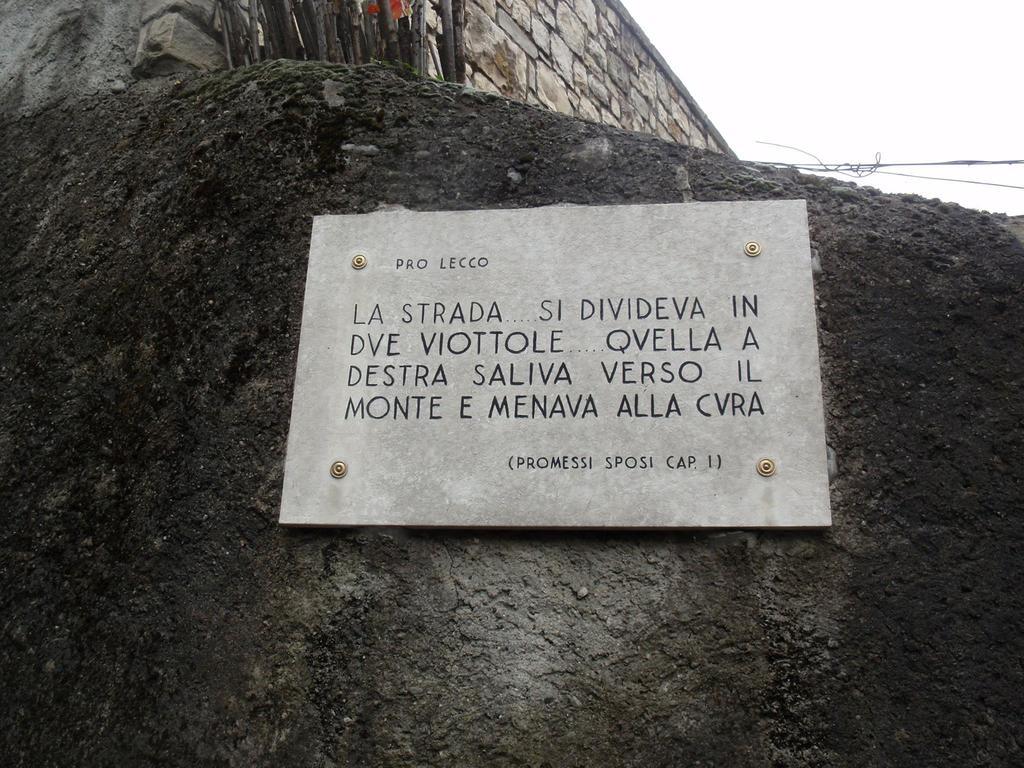 PRO LECCO
LA STRADA.....SI DIVIDEVA IN
DVE VIOTTOLE.....QVELLA A
DESTRA SALIVA VERSO IL
MONTE E MENAVA ALLA CVRA
(PROMESSI SPOSI CAP. I)